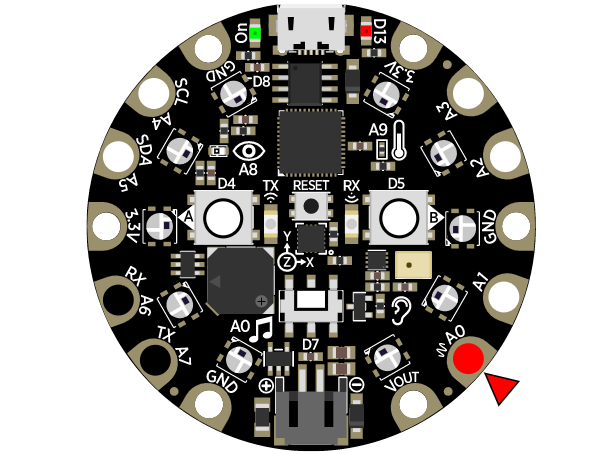 On
D13
GND
D8
3.3V
SCL
A4
A3
A9
SDA
A5
A8
A2
D4
TX
RESET
RX
D5
A
B
3.3V
GND
Y
Z
X
RX
A6
A1
TX
A7
A0
A0
D7
GND
VOUT